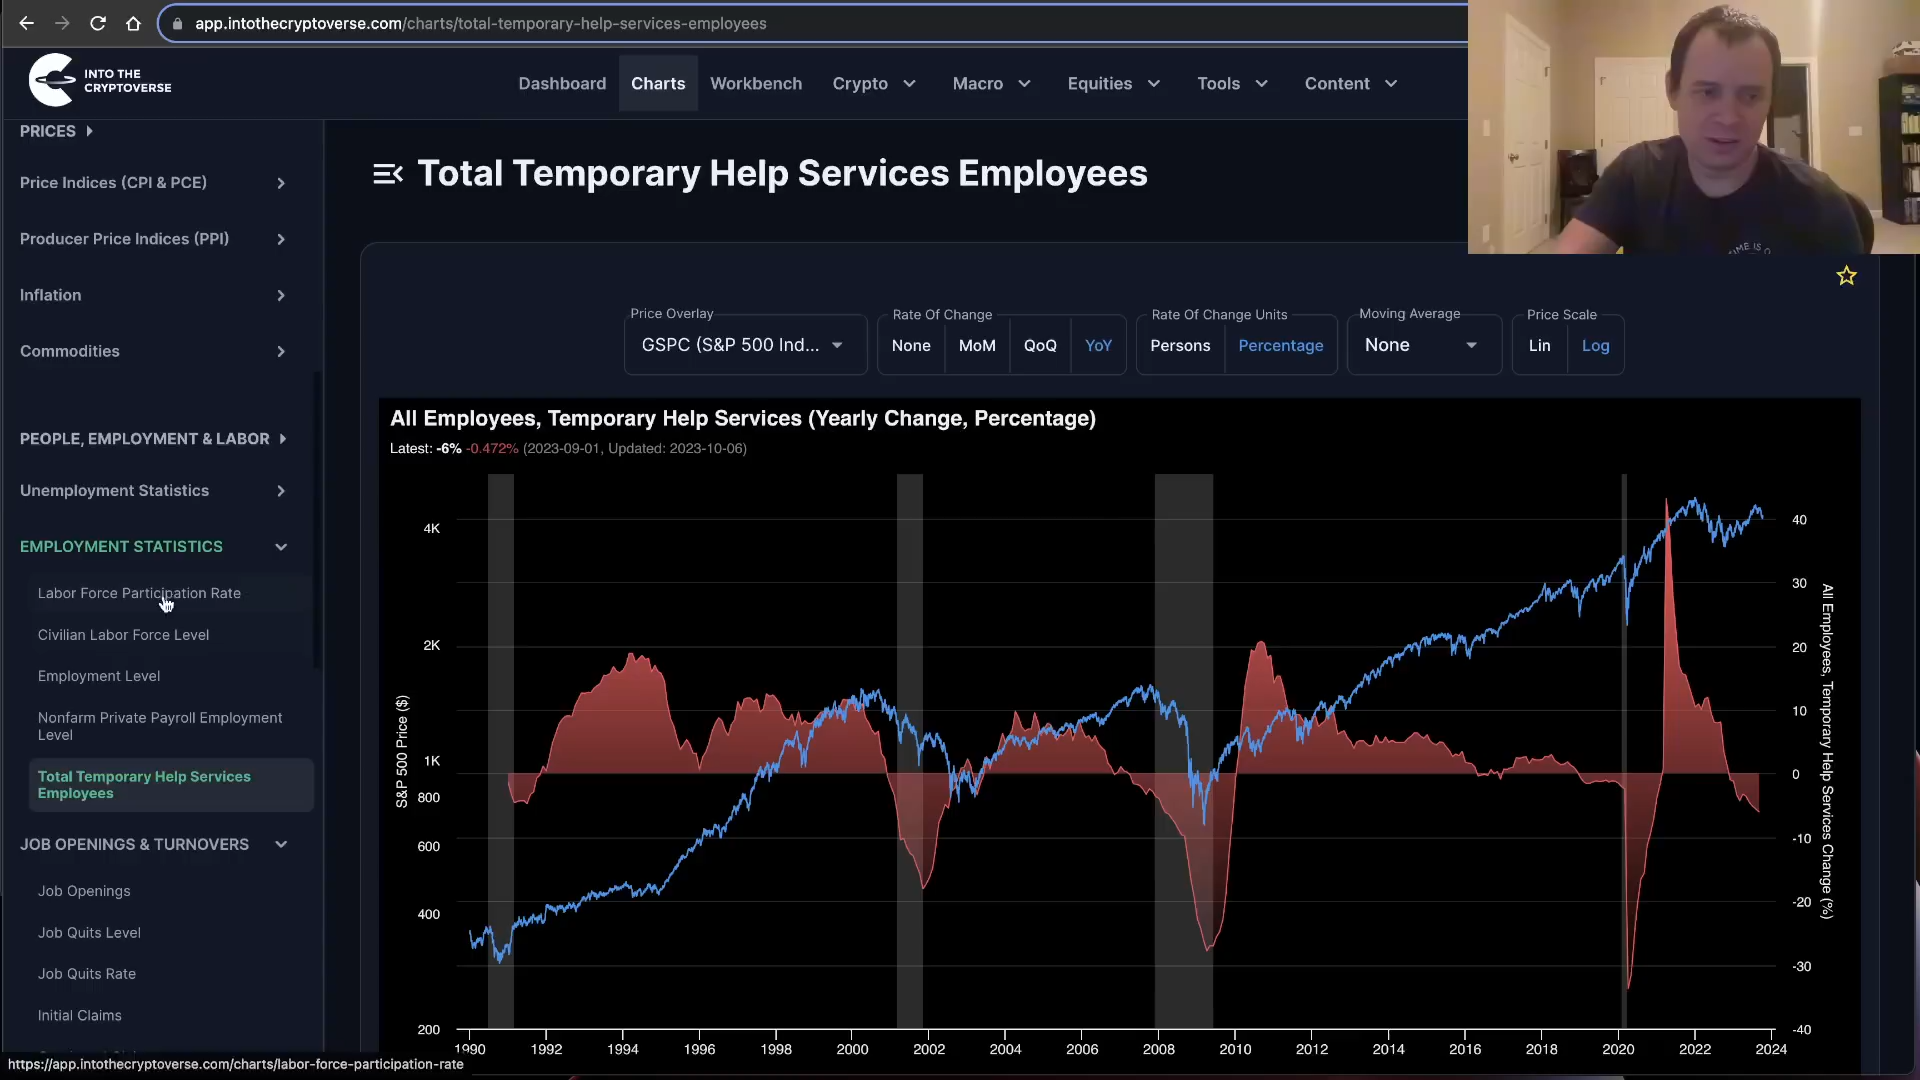 app.intothecryptoverse.com/charts/total-temporary-help-services-employees
INTO THE
CRYPTOVERSE
Dashboard
Charts
Workbench
Crypto
Macro
Equities
Tools
Content
PRICES
Price Indices (CPI & PCE)
Producer Price Indices (PPI)
Inflation
Commodities
PEOPLE, EMPLOYMENT & LABOR
Unemployment Statistics
EMPLOYMENT STATISTICS
Labor Force Participation Rate
Civilian Labor Force Level
Employment Level
Nonfarm Private Payroll Employment
Level
Total Temporary Help Services
Employees
JOB OPENINGS & TURNOVERS
Job Openings
Job Quits Level
Job Quits Rate
Initial Claims
https://app.intothecryptoverse.com/charts/labor-force-participation-rate
Total Temporary Help Services Employees
Price Overlay
GSPC (S&P 500 Ind...
Rate Of Change
None
MoM
QoQ
YoY
Rate Of Change Units
Persons
Percentage
Moving Average
None
Price Scale
Lin
Log
All Employees, Temporary Help Services (Yearly Change, Percentage)
Latest: -6% -0.472% (2023-09-01, Updated: 2023-10-06)
S&P 500 Price ($)
4K
2K
1K
800
600
400
200
40
30
20
10
0
-10
-20
-30
-40
All Employees, Temporary Help Services Change (%)
1990
1992
1994
1996
1998
2000
2002
2004
2006
2008
2010
2012
2014
2016
2018
2020
2022
2024